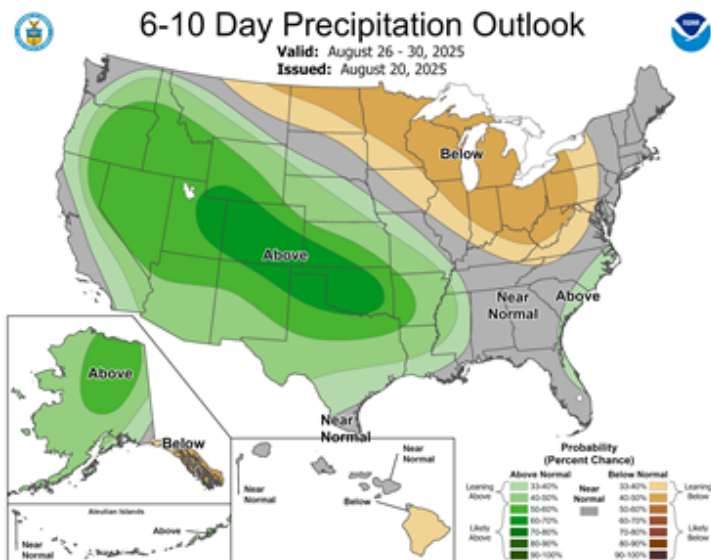 6-10 Day Precipitation Outlook
Valid: August 26 - 30, 2025
Issued: August 20, 2025
Below
Above
Near
Normal
Above
Above
Near
Normal
Below
Near
Normal
Near
Normal
Below
Aleutian Islands
Above
Near
Normal
Probability
(Percent Chance)
Above Normal
Below Normal
Leaning
Above
33-40%
40-50%
Near
Normal
33-40%
40-50%
Leaning
Below
Likely
Above
50-60%
60-70%
70-80%
80-90%
90-100%
50-60%
60-70%
70-80%
80-90%
90-100%
Likely
Below